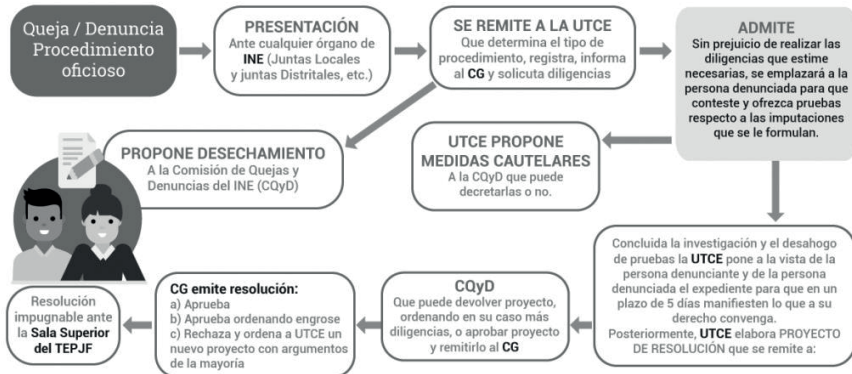 Queja / Denuncia
Procedimiento
oficioso
PRESENTACIÓN
Ante cualquier órgano de
INE (Juntas Locales
y juntas Distritales, etc.)
SE REMITE A LA UTCE
Que determina el tipo de
procedimiento, registra, informa
al CG y solicuta diligencias
ADMITE
Sin prejuicio de realizar las
diligencias que estime
necesarias, se emplazará a la
persona denunciada para que
conteste y ofrezca pruebas
respecto a las imputaciones
que se le formulan.
PROPONE DESECHAMIENTO
A la Comisión de Quejas y
Denuncias del INE (CQyD)
UTCE PROPONE
MEDIDAS CAUTELARES
A la CQyD que puede
decretarlas o no.
Concluida la investigación y el desahogo
de pruebas la UTCE pone a la vista de la
persona denunciante y de la persona
denunciada el expediente para que en un
plazo de 5 días manifiesten lo que a su
derecho convenga.
Posteriormente, UTCE elabora PROYECTO
DE RESOLUCIÓN que se remite a:
CQyD
Que puede devolver proyecto,
ordenando en su caso más
diligencias, o aprobar proyecto
y remitirlo al CG
CG emite resolución:
a) Aprueba
b) Aprueba ordenando engrose
c) Rechaza y ordena a UTCE un
nuevo proyecto con argumentos
de la mayoría
Resolución
impugnable ante
la Sala Superior
del TEPJF